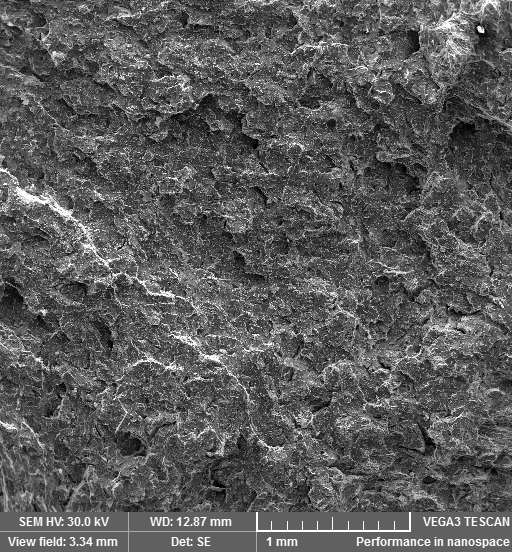 SEM HV: 30.0 kV WD: 12.87 mm VEGA3 TESCAN
View field: 3.34 mm Det: SE 1 mm Performance in nanospace